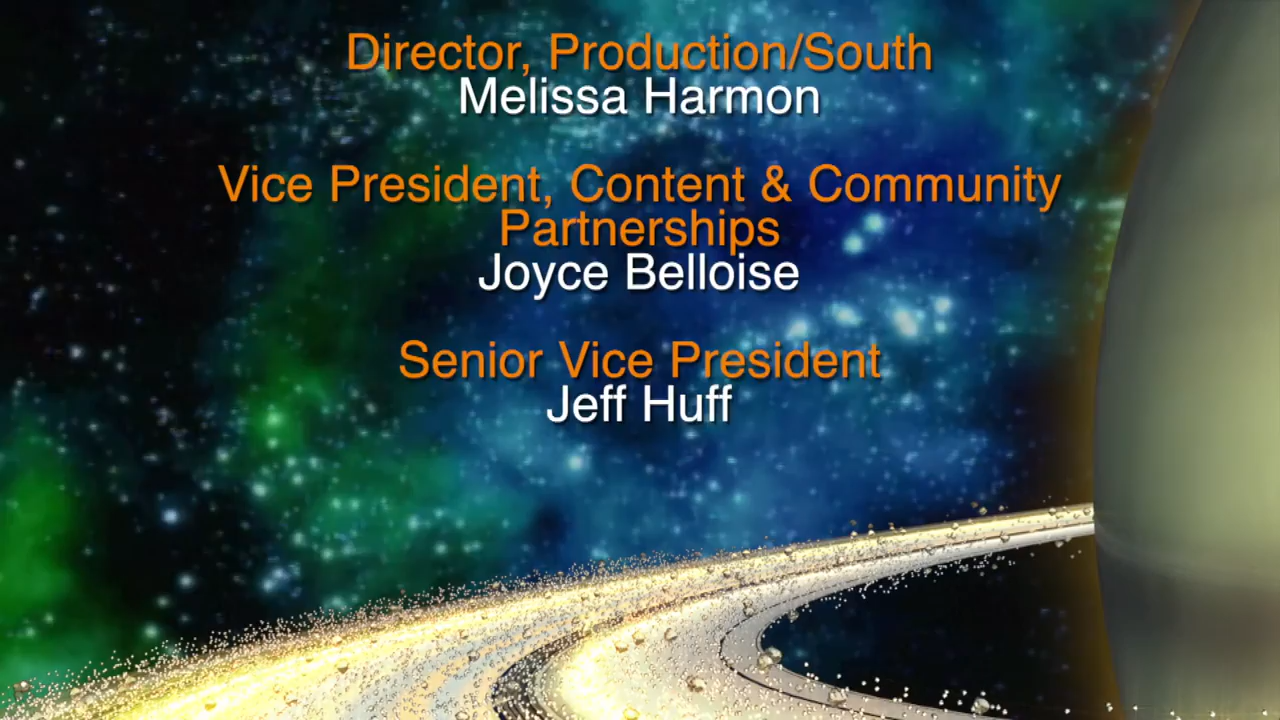 Director, Production/South
Melissa Harmon
Vice President, Content & Community
Partnerships
Joyce Belloise
Senior Vice President
Jeff Huff